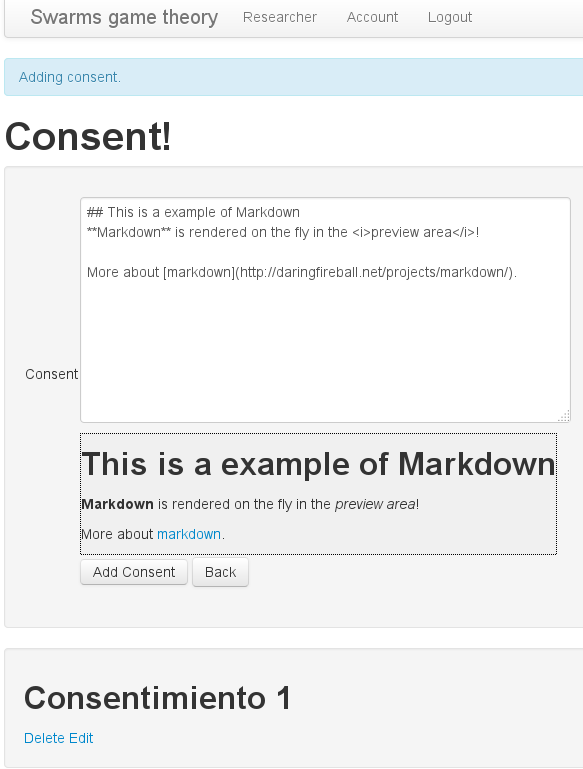 Swarms game theory Researcher Account Logout
Adding consent.
Consent!
## This is a example of Markdown
**Markdown** is rendered on the fly in the <i>preview area</i>!
More about [markdown](http://daringfireball.net/projects/markdown/).
Consent
This is a example of Markdown
Markdown is rendered on the fly in the preview area!
More about markdown.
Add Consent Back
Consentimiento 1
Delete Edit